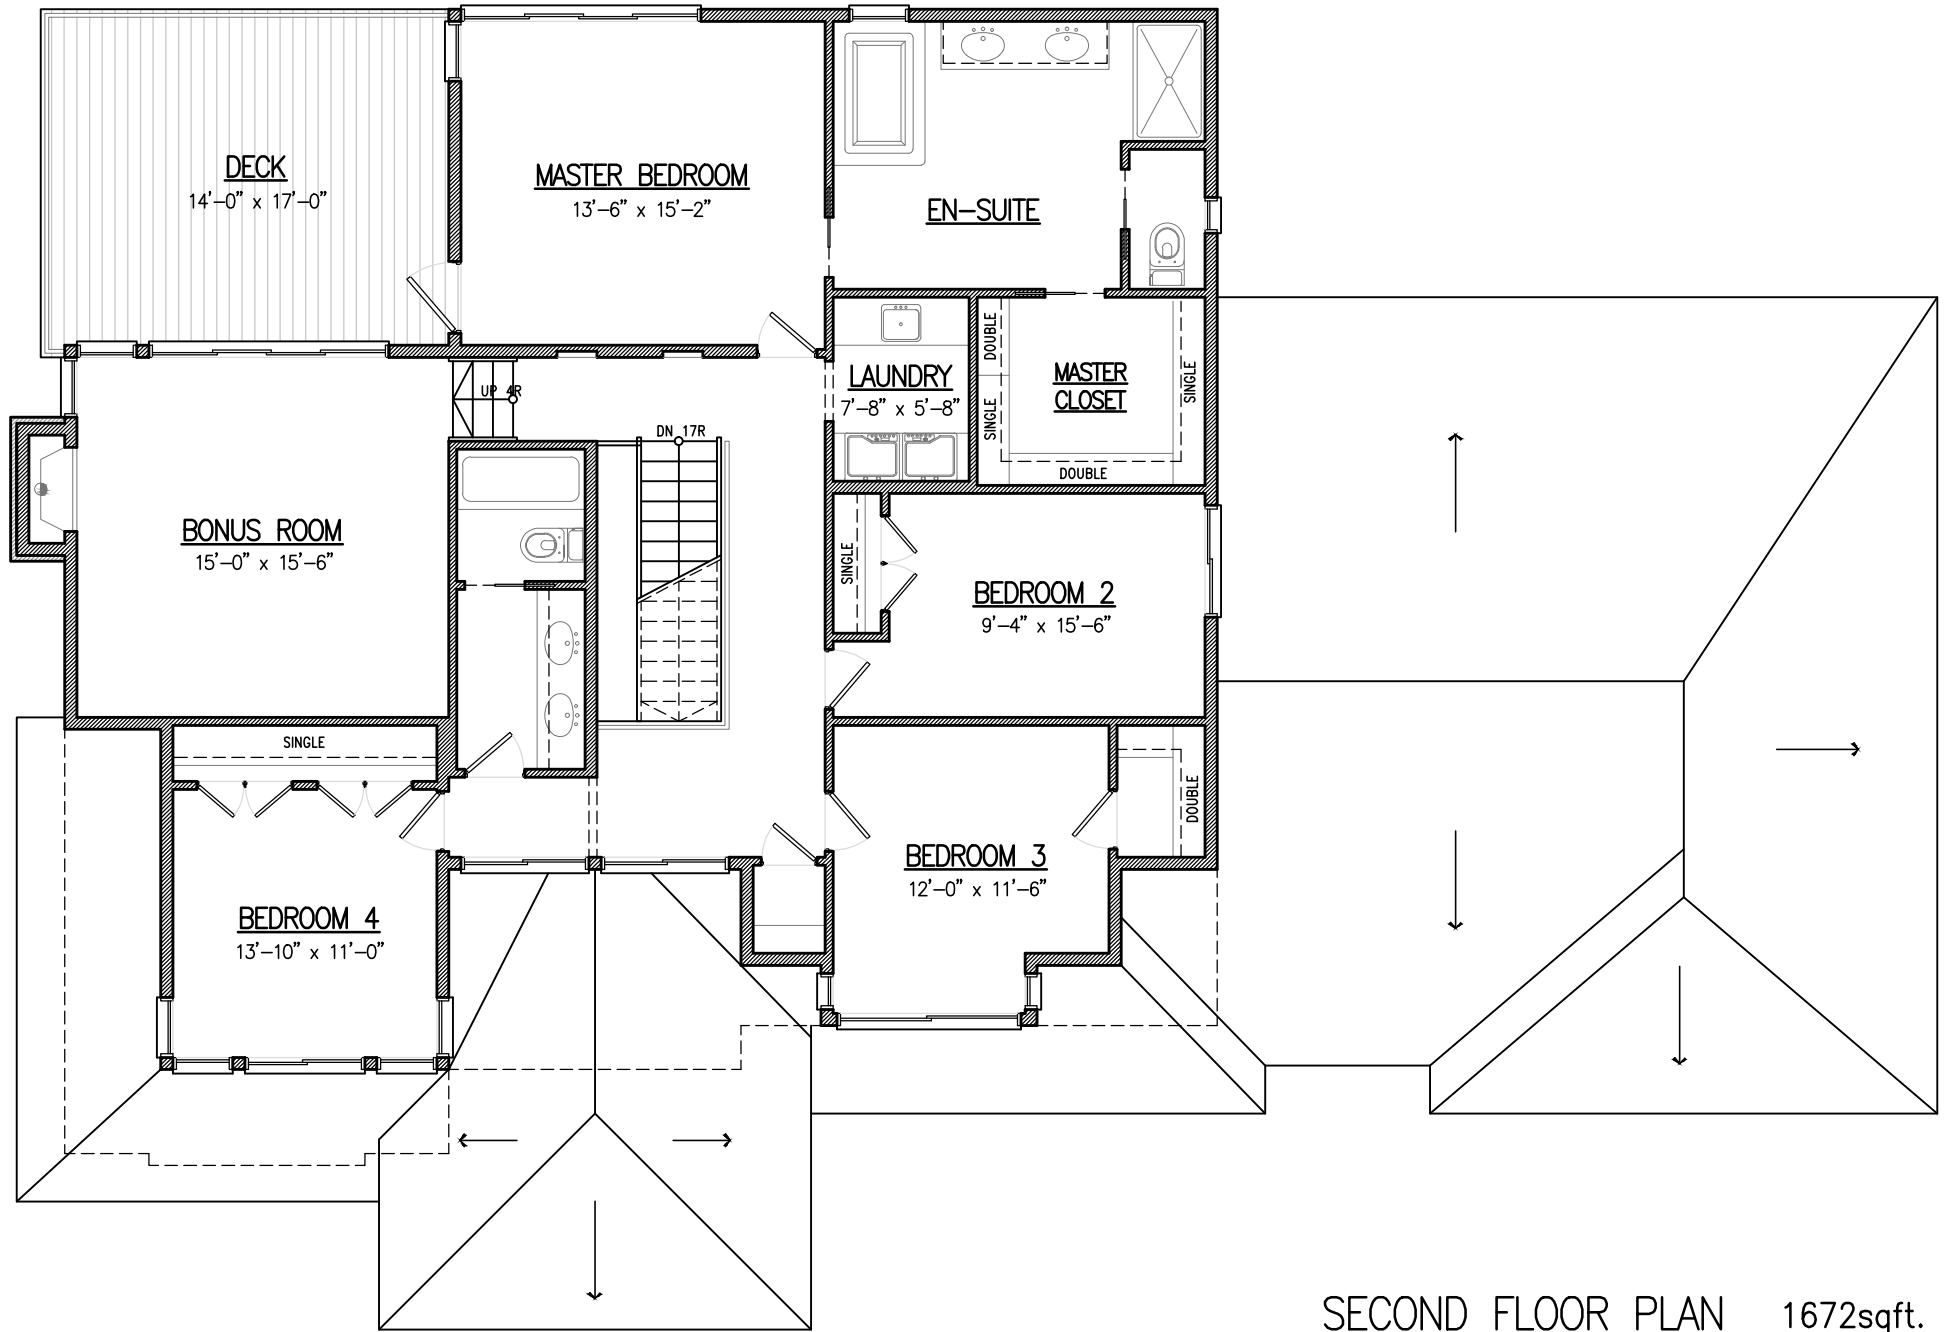 DECK
14'-0" x 17'-0"
MASTER BEDROOM
13'-6" x 15'-2"
EN-SUITE
UP 4R
DN 17R
LAUNDRY
7'-8" x 5'-8"
DOUBLE
SINGLE
MASTER
CLOSET
SINGLE
DOUBLE
BONUS ROOM
15'-0" x 15'-6"
SINGLE
BEDROOM 2
9'-4" x 15'-6"
SINGLE
DOUBLE
BEDROOM 3
12'-0" x 11'-6"
BEDROOM 4
13'-10" x 11'-0"
SECOND FLOOR PLAN 1672sqft.